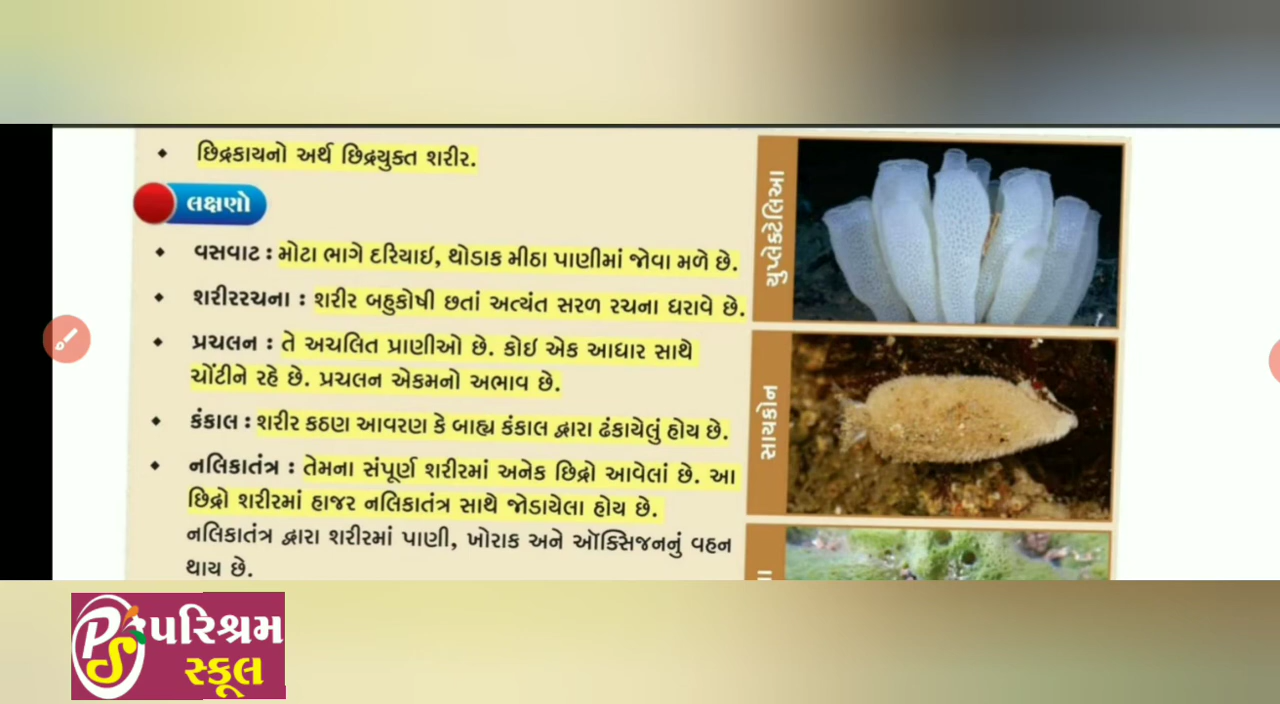 છિદ્રકાયનો અર્થ છિદ્રયુક્ત શરીર.
લક્ષણો
વસવાટ : મોટા ભાગે દરિયાઇ, થોડાક મીઠા પાણીમાં જોવા મળે છે.
શરીરરચના : શરીર બહુકોષી છતાં અત્યંત સરળ રચના ધરાવે છે.
પ્રચલન : તે અચલિત પ્રાણીઓ છે. કોઇ એક આધાર સાથે
ચોંટીને રહે છે. પ્રચલન એકમનો અભાવ છે.
કંકાલ : શરીર કઠણ આવરણ કે બાહ્ય કંકાલ દ્વારા ઢંકાયેલું હોય છે.
નલિકાતંત્ર : તેમના સંપૂર્ણ શરીરમાં અનેક છિદ્રો આવેલાં છે. આ
છિદ્રો શરીરમાં હાજર નલિકાતંત્ર સાથે જોડાયેલા હોય છે.
નલિકાતંત્ર દ્વારા શરીરમાં પાણી, ખોરાક અને ઑક્સિજનનું વહન
થાય છે.
યુપ્લેક્ટેલિઆ
સાયકોન
PS પરિશ્રમ
સ્કૂલ